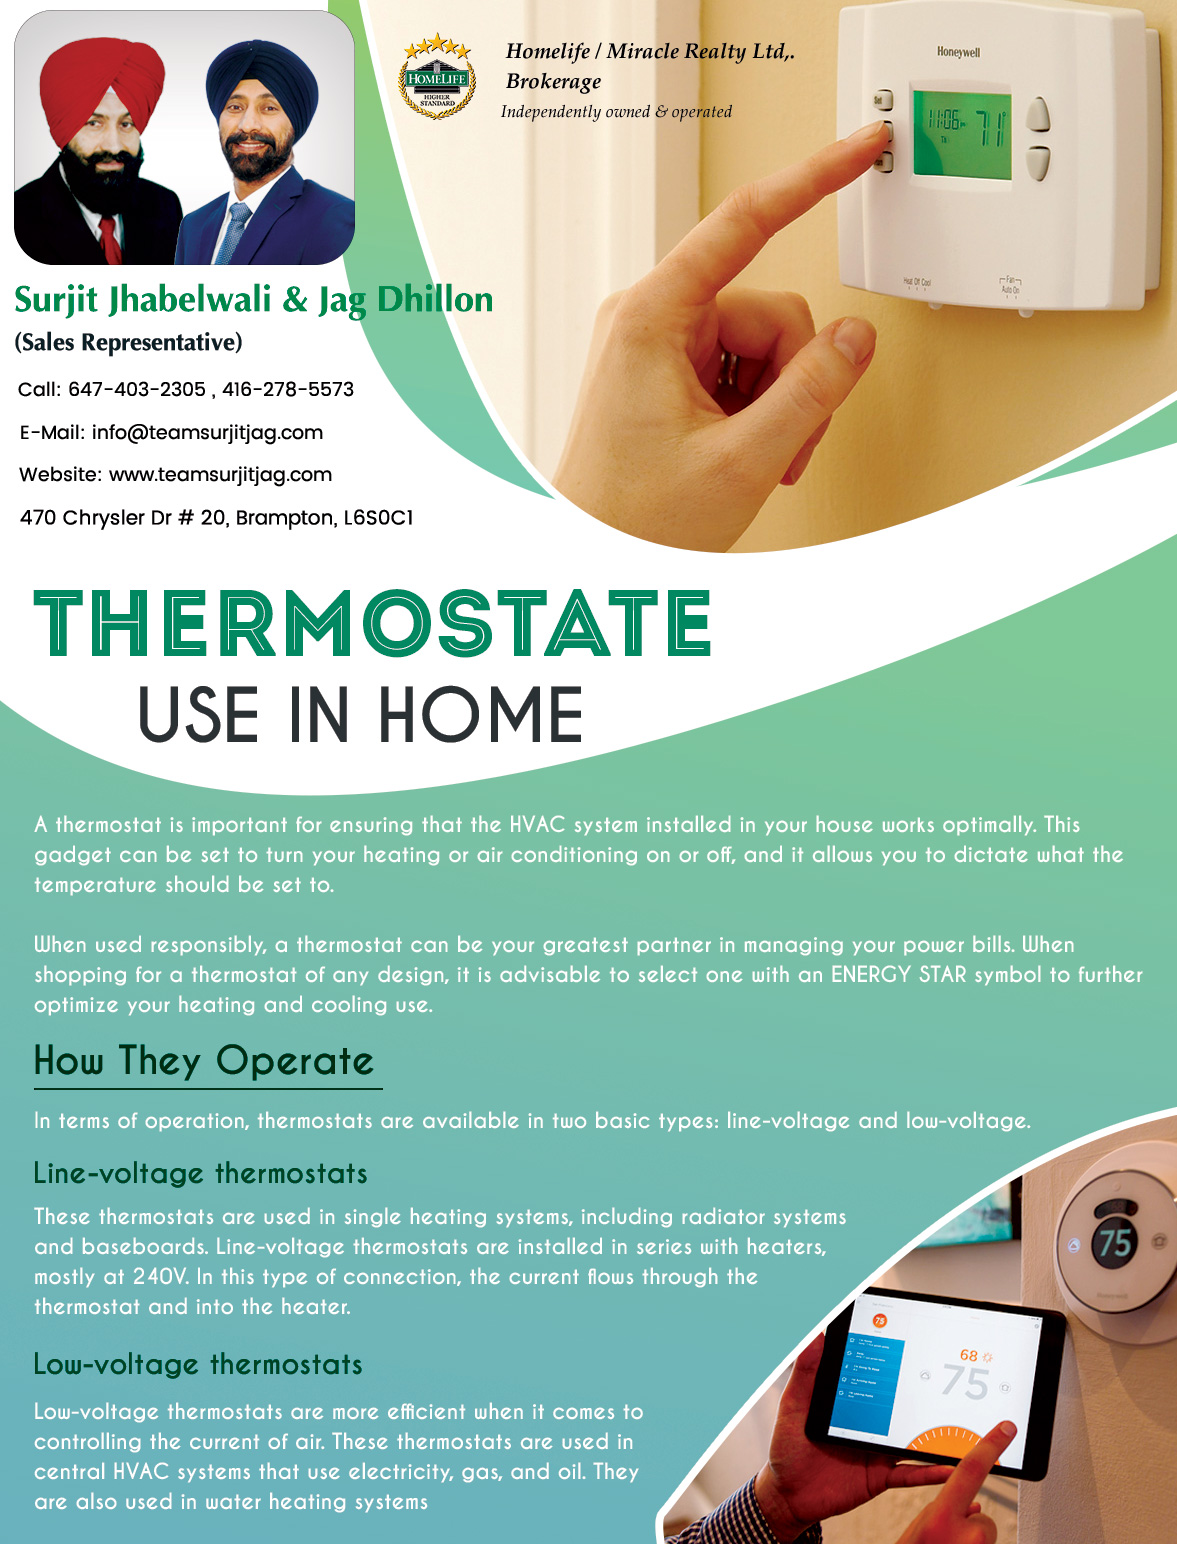 HOMELIFE
HIGHER
STANDARD
Homelife / Miracle Realty Ltd,.
Brokerage
Independently owned & operated
Honeywell
11:06
71°
Heat Off Cool
Fan
Auto On
Surjit Jhabelwali & Jag Dhillon
(Sales Representative)
Call: 647-403-2305 , 416-278-5573
E-Mail: info@teamsurjitjag.com
Website: www.teamsurjitjag.com
470 Chrysler Dr # 20, Brampton, L6S0C1
THERMOSTATE
USE IN HOME
A thermostat is important for ensuring that the HVAC system installed in your house works optimally. This
gadget can be set to turn your heating or air conditioning on or off, and it allows you to dictate what the
temperature should be set to.
When used responsibly, a thermostat can be your greatest partner in managing your power bills. When
shopping for a thermostat of any design, it is advisable to select one with an ENERGY STAR symbol to further
optimize your heating and cooling use.
How They Operate
In terms of operation, thermostats are available in two basic types: line-voltage and low-voltage.
Line-voltage thermostats
These thermostats are used in single heating systems, including radiator systems
and baseboards. Line-voltage thermostats are installed in series with heaters,
mostly at 240V. In this type of connection, the current flows through the
thermostat and into the heater.
Low-voltage thermostats
Low-voltage thermostats are more efficient when it comes to
controlling the current of air. These thermostats are used in
central HVAC systems that use electricity, gas, and oil. They
are also used in water heating systems
75
Honeywell
75
68
75